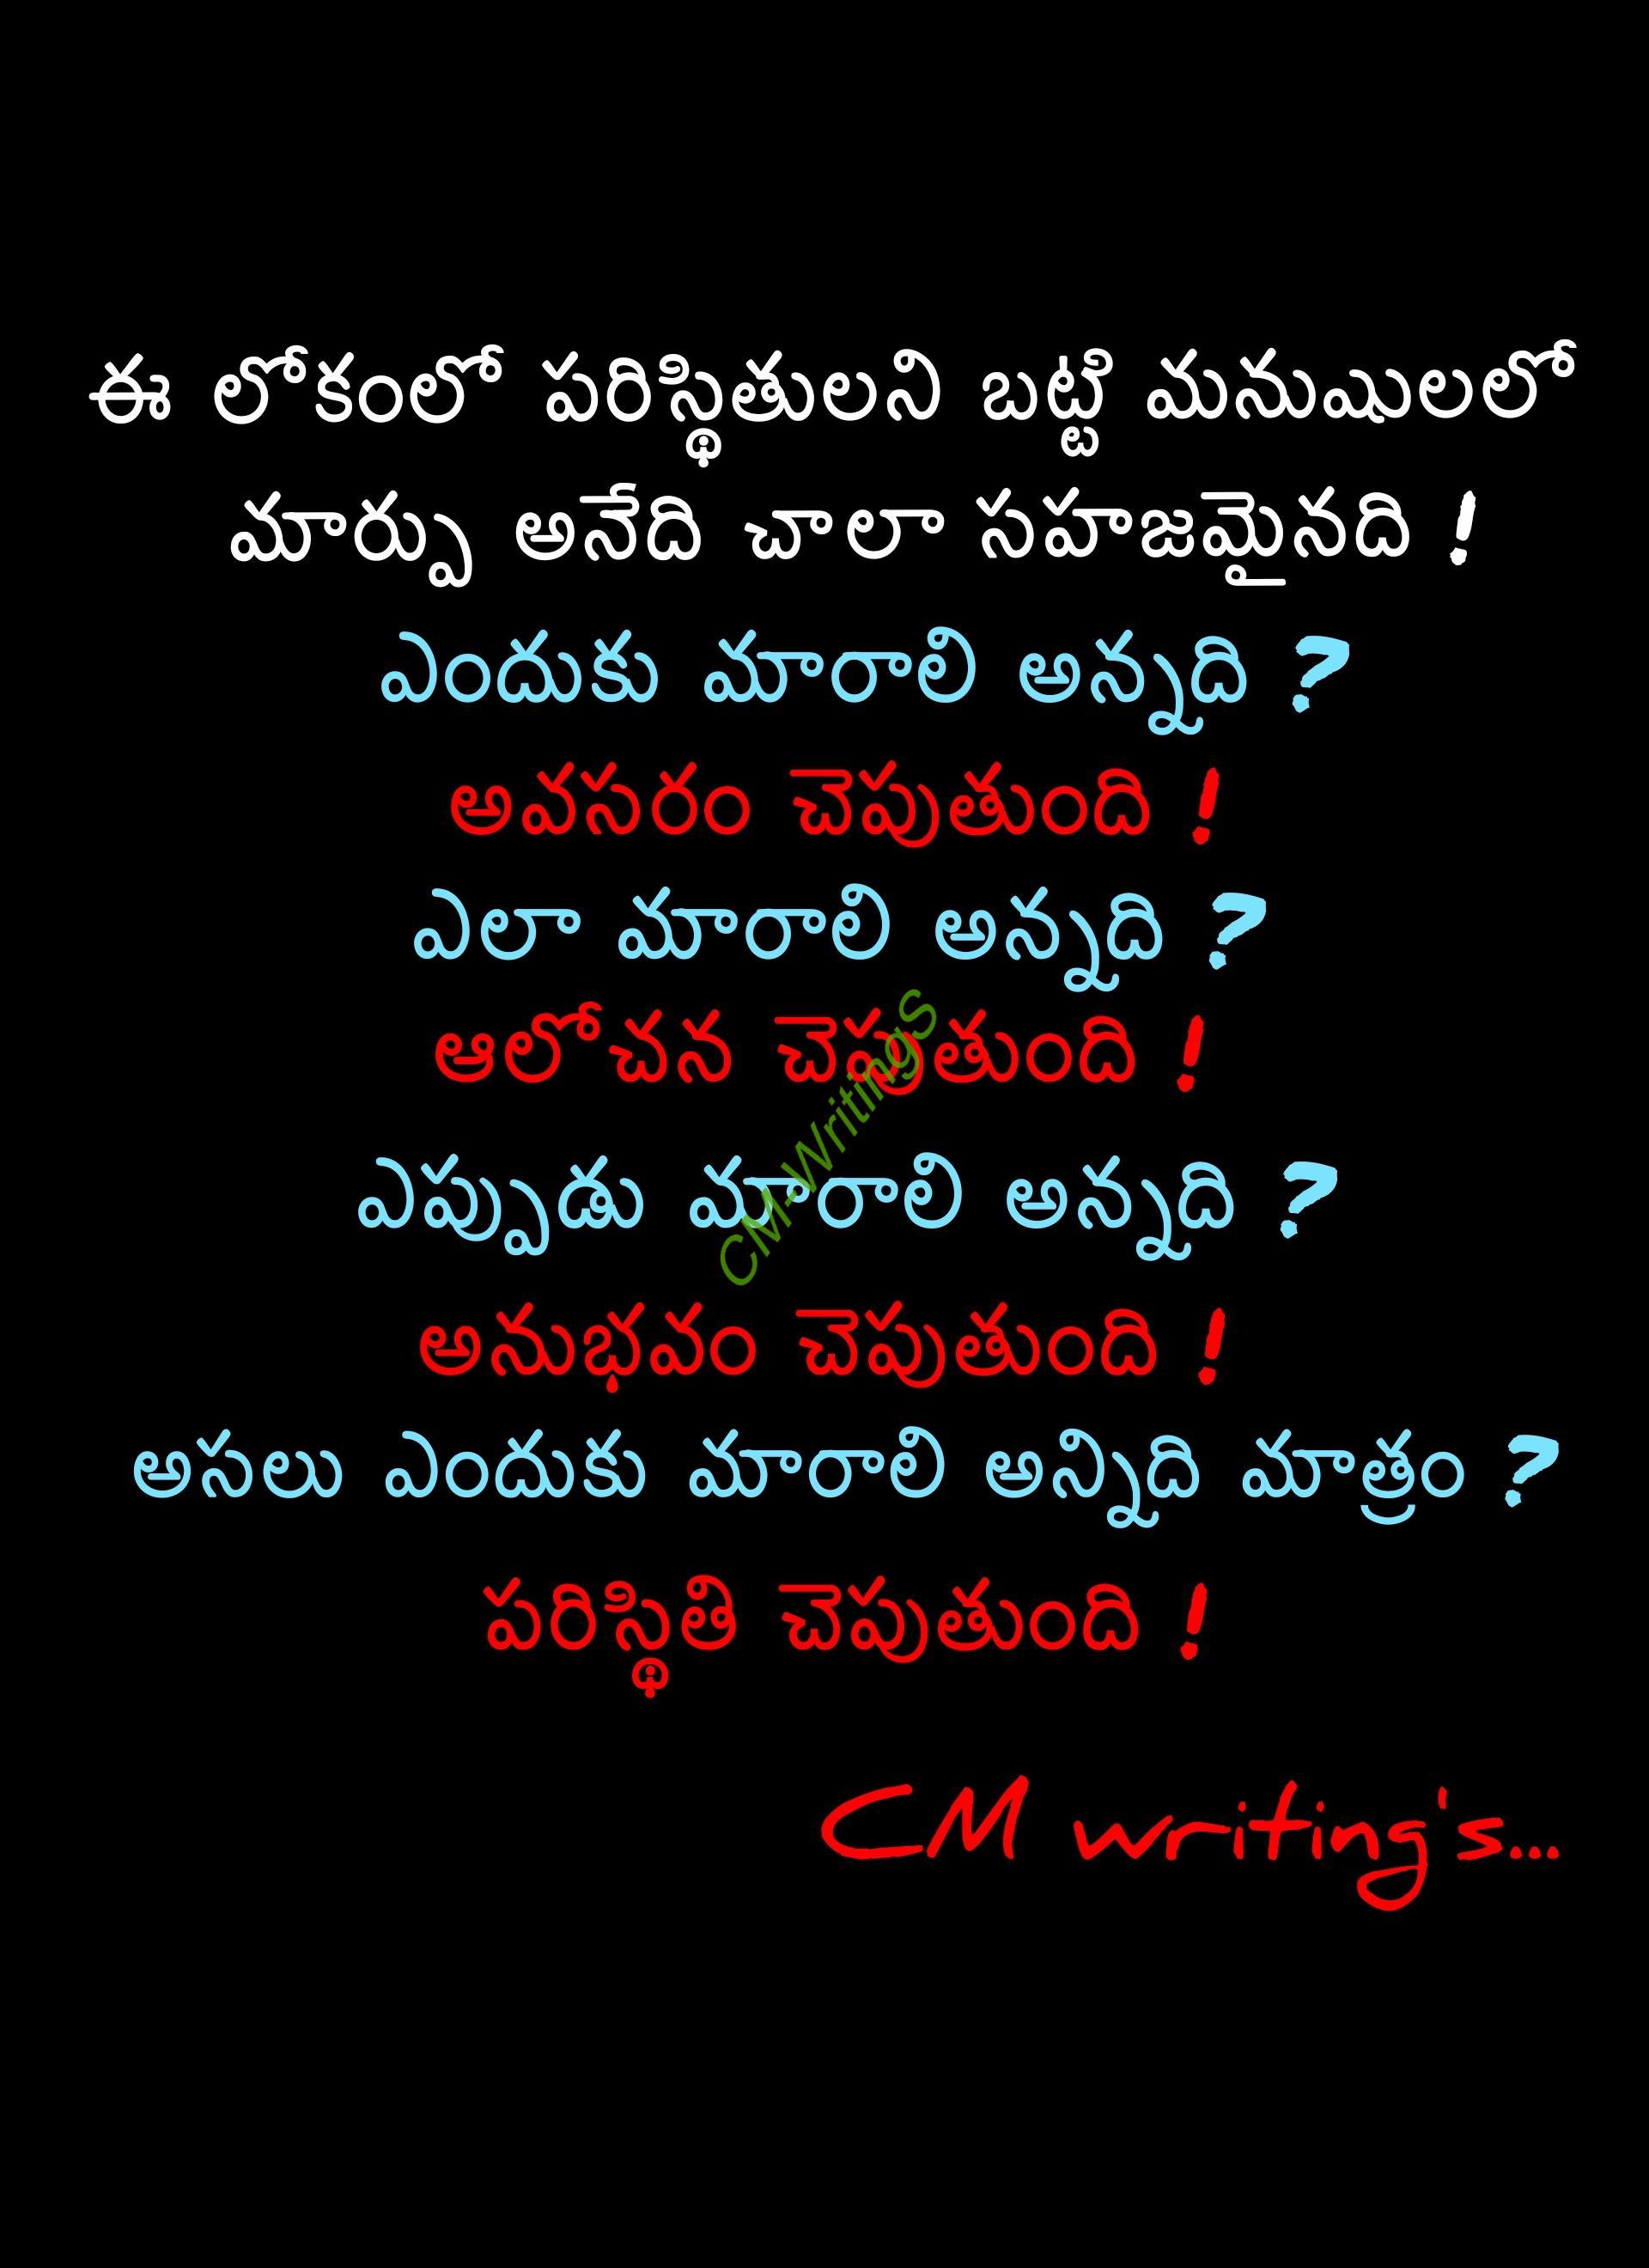 ఈ లోకంలో పరిస్థితులని బట్టి మనుషులలో
మార్పు అనేది చాలా సహజమైనది !
ఎందుకు మారాలి అన్నది ?
అవసరం చెపుతుంది !
ఎలా మారాలి అన్నది ?
ఆలోచన చెపుతుంది !
ఎప్పుడు మారాలి అన్నది ?
అనుభవం చెపుతుంది !
అసలు ఎందుకు మారాలి అన్నిది మాత్రం ?
పరిస్థితి చెపుతుంది !
CM writing's...
CM.Writings